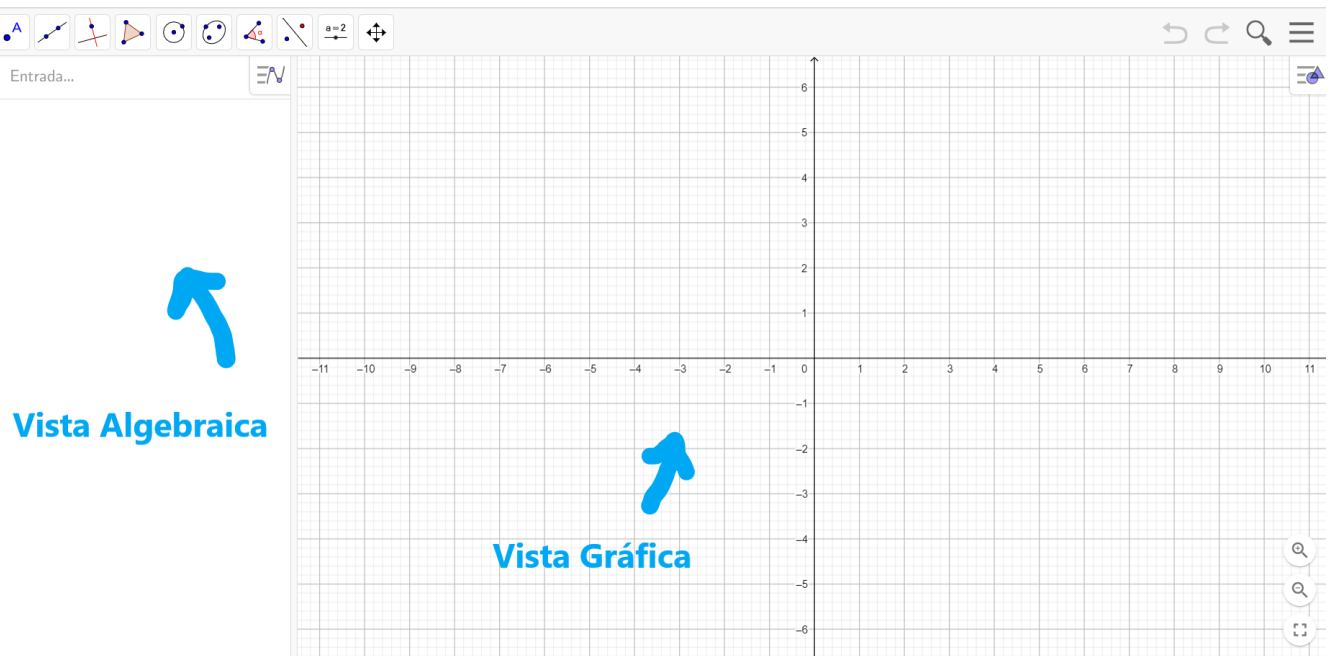 A
α
a=2
Entrada...
6
5
4
3
2
1
–11 –10 –9 –8 –7 –6 –5 –4 –3 –2 –1 0 1 2 3 4 5 6 7 8 9 10 11
–1
Vista Algebraica
–2
–3
–4
Vista Gráfica
–5
–6